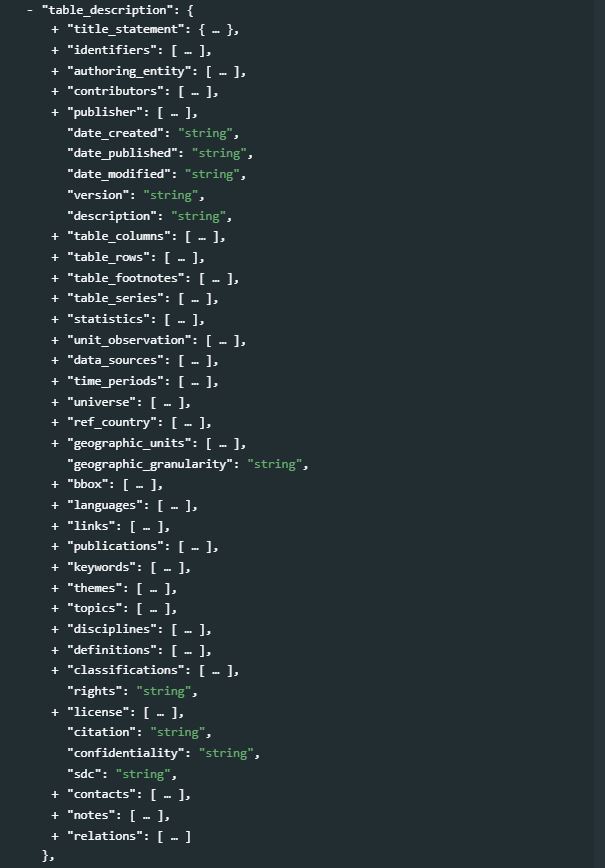 - "table_description": {
+ "title_statement": { … },
+ "identifiers": [ … ],
+ "authoring_entity": [ … ],
+ "contributors": [ … ],
+ "publisher": [ … ],
"date_created": "string",
"date_published": "string",
"date_modified": "string",
"version": "string",
"description": "string",
+ "table_columns": [ … ],
+ "table_rows": [ … ],
+ "table_footnotes": [ … ],
+ "table_series": [ … ],
+ "statistics": [ … ],
+ "unit_observation": [ … ],
+ "data_sources": [ … ],
+ "time_periods": [ … ],
+ "universe": [ … ],
+ "ref_country": [ … ],
+ "geographic_units": [ … ],
"geographic_granularity": "string",
+ "bbox": [ … ],
+ "languages": [ … ],
+ "links": [ … ],
+ "publications": [ … ],
+ "keywords": [ … ],
+ "themes": [ … ],
+ "topics": [ … ],
+ "disciplines": [ … ],
+ "definitions": [ … ],
+ "classifications": [ … ],
"rights": "string",
+ "license": [ … ],
"citation": "string",
"confidentiality": "string",
"sdc": "string",
+ "contacts": [ … ],
+ "notes": [ … ],
+ "relations": [ … ]
},